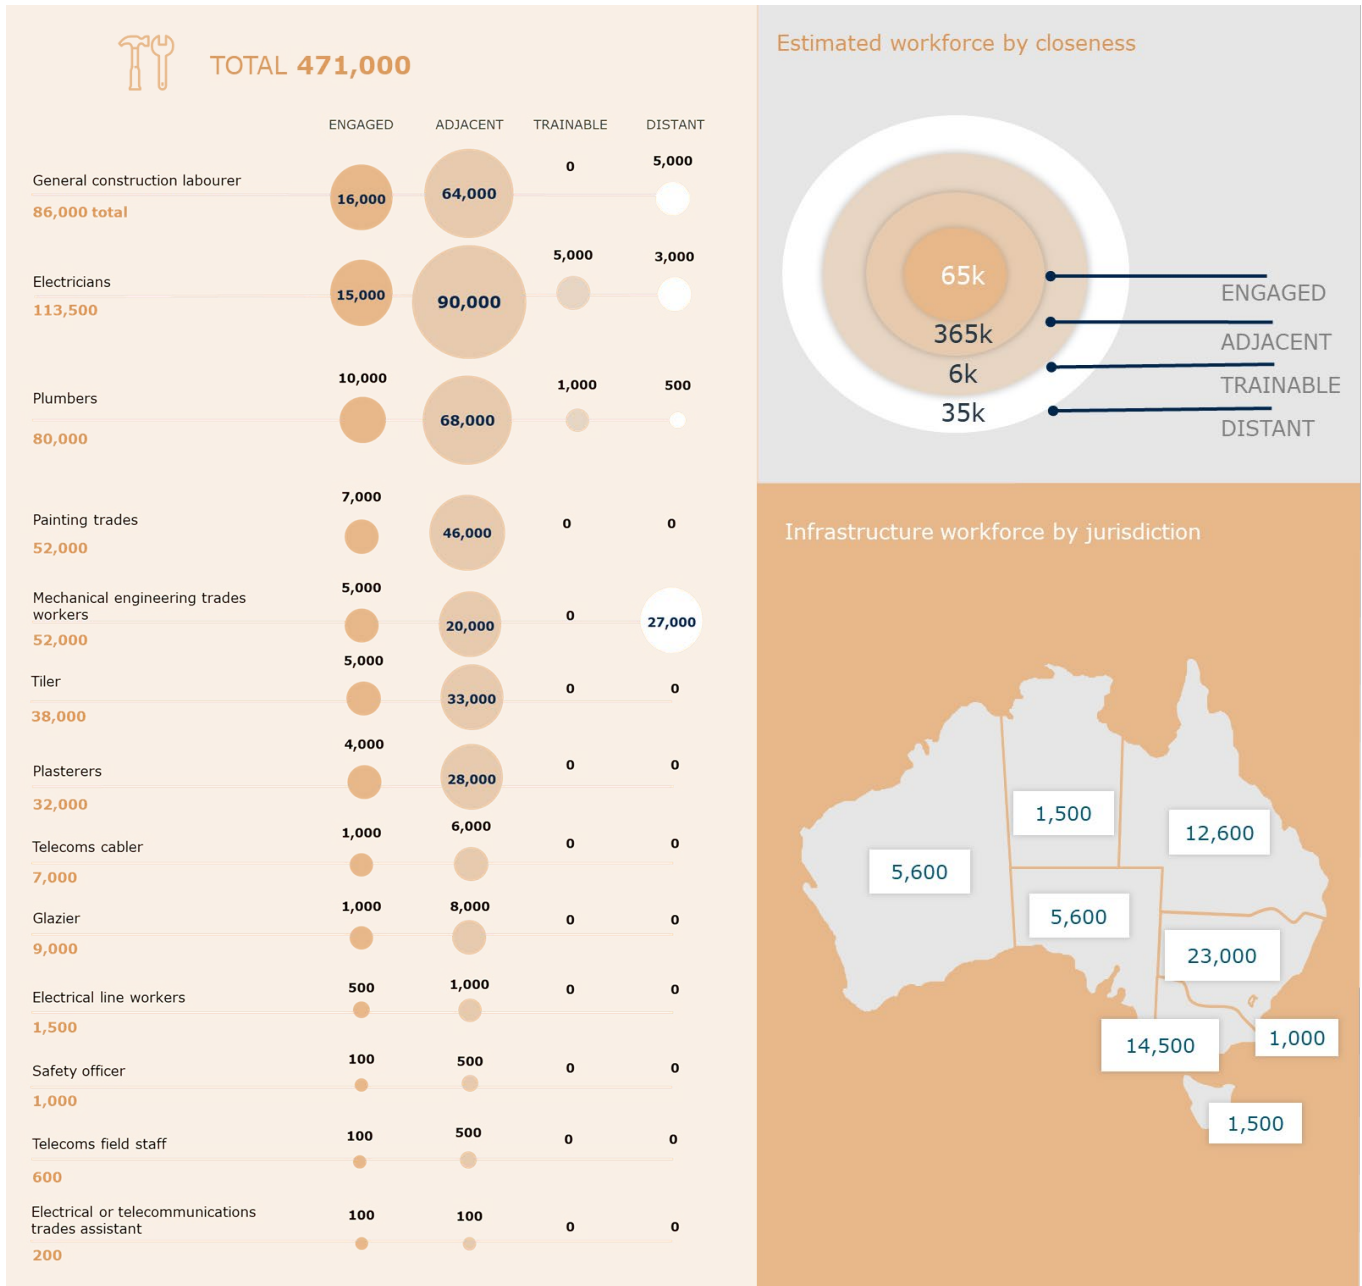 TOTAL 471,000
ENGAGED ADJACENT TRAINABLE DISTANT
General construction labourer
86,000 total
16,000 64,000 0 5,000
Electricians
113,500
15,000 90,000 5,000 3,000
Plumbers
80,000
10,000 68,000 1,000 500
Painting trades
52,000
7,000 46,000 0 0
Mechanical engineering trades
workers
52,000
5,000 20,000 0 27,000
Tiler
38,000
5,000 33,000 0 0
Plasterers
32,000
4,000 28,000 0 0
Telecoms cabler
7,000
1,000 6,000 0 0
Glazier
9,000
1,000 8,000 0 0
Electrical line workers
1,500
500 1,000 0 0
Safety officer
1,000
100 500 0 0
Telecoms field staff
600
100 500 0 0
Electrical or telecommunications
trades assistant
200
100 100 0 0
Estimated workforce by closeness
65k
365k
6k
35k
ENGAGED
ADJACENT
TRAINABLE
DISTANT
Infrastructure workforce by jurisdiction
1,500
12,600
5,600
5,600
23,000
14,500
1,000
1,500